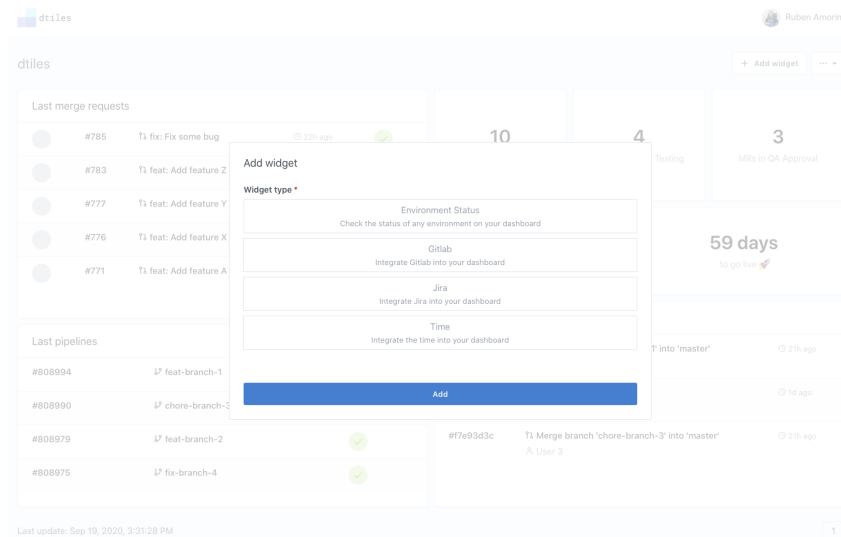 dtiles
Ruben Amorin
dtiles
+ Add widget
Last merge requests
#785 fix: Fix some bug 22h ago
#783 feat: Add feature Z
#777 feat: Add feature Y
#776 feat: Add feature X
#771 feat: Add feature A
10
4
Testing
3
MRs in QA Approval
59 days
to go live 🚀
Add widget
Widget type *
Environment Status
Check the status of any environment on your dashboard
Gitlab
Integrate Gitlab into your dashboard
Jira
Integrate Jira into your dashboard
Time
Integrate the time into your dashboard
Add
Last pipelines
#808994 feat-branch-1
#808990 chore-branch-3
#808979 feat-branch-2
#808975 fix-branch-4
1' into 'master' 21h ago
1d ago
#f7e93d3c Merge branch 'chore-branch-3' into 'master' 21h ago
User 3
Last update: Sep 19, 2020, 3:31:28 PM
1